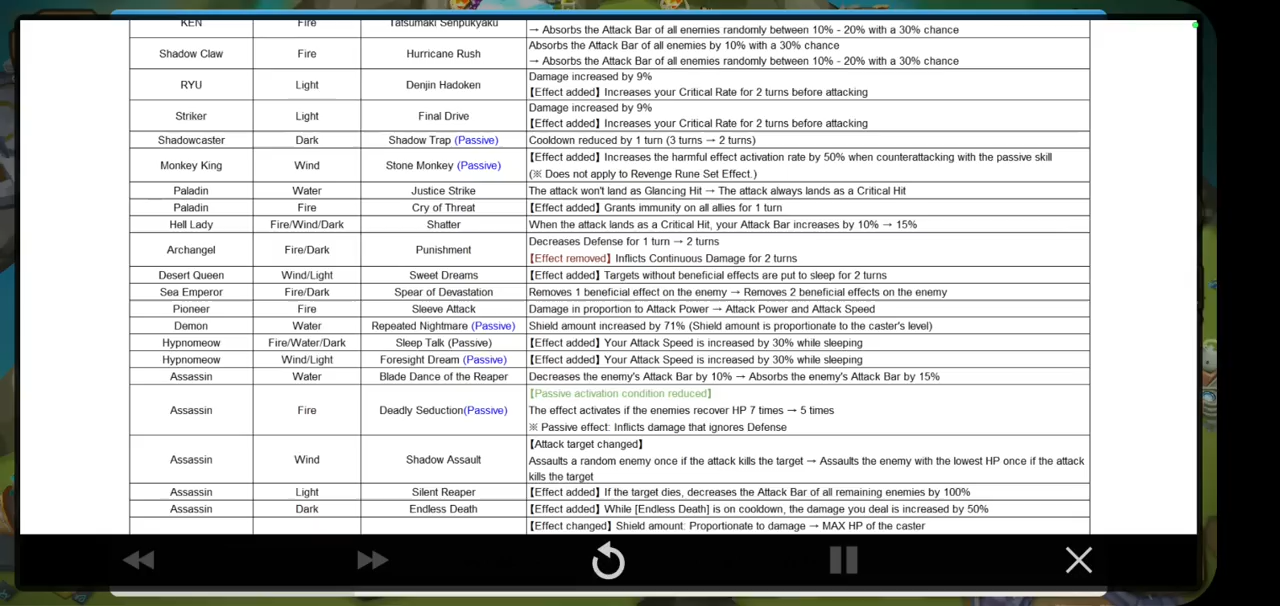 KEN Fire Tatsumaki Senpukyaku
→ Absorbs the Attack Bar of all enemies randomly between 10% - 20% with a 30% chance
Shadow Claw Fire Hurricane Rush
Absorbs the Attack Bar of all enemies by 10% with a 30% chance
→ Absorbs the Attack Bar of all enemies randomly between 10% - 20% with a 30% chance
RYU Light Denjin Hadoken
Damage increased by 9%
【Effect added】 Increases your Critical Rate for 2 turns before attacking
Striker Light Final Drive
Damage increased by 9%
【Effect added】 Increases your Critical Rate for 2 turns before attacking
Shadowcaster Dark Shadow Trap (Passive) Cooldown reduced by 1 turn (3 turns → 2 turns)
Monkey King Wind Stone Monkey (Passive)
【Effect added】 Increases the harmful effect activation rate by 50% when counterattacking with the passive skill
(※ Does not apply to Revenge Rune Set Effect.)
Paladin Water Justice Strike The attack won't land as Glancing Hit → The attack always lands as a Critical Hit
Paladin Fire Cry of Threat 【Effect added】 Grants immunity on all allies for 1 turn
Hell Lady Fire/Wind/Dark Shatter When the attack lands as a Critical Hit, your Attack Bar increases by 10% → 15%
Archangel Fire/Dark Punishment
Decreases Defense for 1 turn → 2 turns
【Effect removed】 Inflicts Continuous Damage for 2 turns
Desert Queen Wind/Light Sweet Dreams 【Effect added】 Targets without beneficial effects are put to sleep for 2 turns
Sea Emperor Fire/Dark Spear of Devastation Removes 1 beneficial effect on the enemy → Removes 2 beneficial effects on the enemy
Pioneer Fire Sleeve Attack Damage in proportion to Attack Power → Attack Power and Attack Speed
Demon Water Repeated Nightmare (Passive) Shield amount increased by 71% (Shield amount is proportionate to the caster's level)
Hypnomeow Fire/Water/Dark Sleep Talk (Passive) 【Effect added】 Your Attack Speed is increased by 30% while sleeping
Hypnomeow Wind/Light Foresight Dream (Passive) 【Effect added】 Your Attack Speed is increased by 30% while sleeping
Assassin Water Blade Dance of the Reaper Decreases the enemy's Attack Bar by 10% → Absorbs the enemy's Attack Bar by 15%
Assassin Fire Deadly Seduction(Passive)
【Passive activation condition reduced】
The effect activates if the enemies recover HP 7 times → 5 times
※ Passive effect: Inflicts damage that ignores Defense
Assassin Wind Shadow Assault
【Attack target changed】
Assaults a random enemy once if the attack kills the target → Assaults the enemy with the lowest HP once if the attack
kills the target
Assassin Light Silent Reaper 【Effect added】 If the target dies, decreases the Attack Bar of all remaining enemies by 100%
Assassin Dark Endless Death 【Effect added】 While [Endless Death] is on cooldown, the damage you deal is increased by 50%
【Effect changed】 Shield amount: Proportionate to damage → MAX HP of the caster